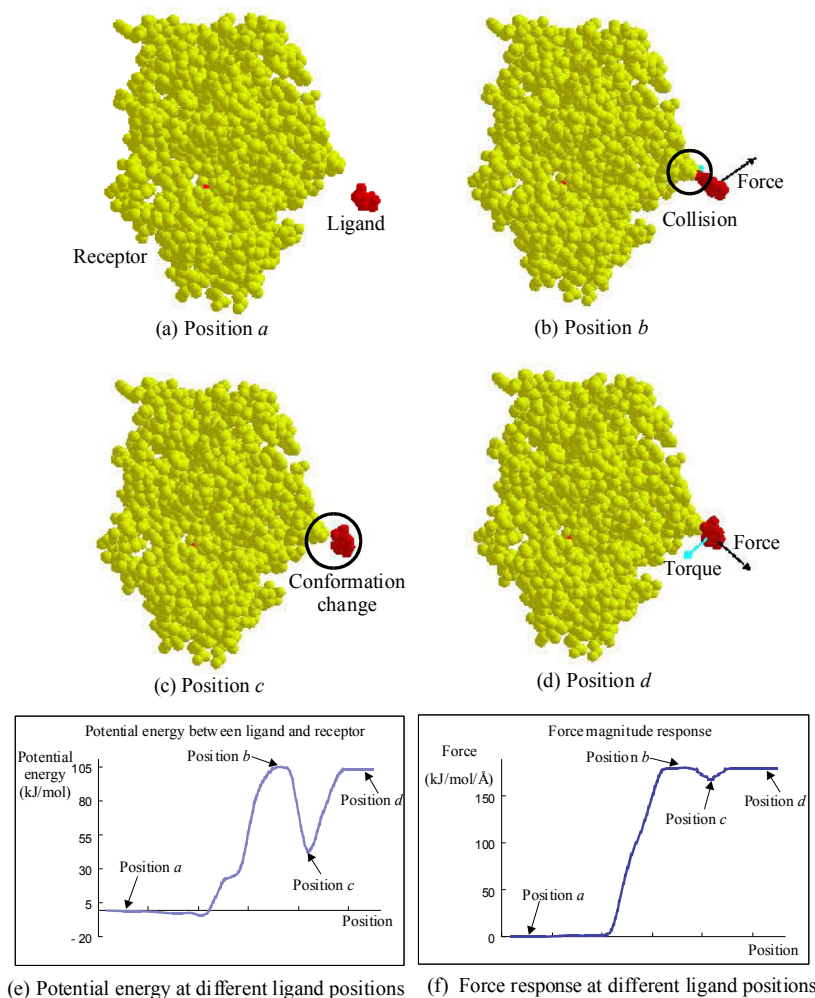 Ligand
Receptor
(a) Position a
Force
Collision
(b) Position b
Conformation
change
(c) Position c
Force
Torque
(d) Position d
Potential energy between ligand and receptor
Potential
energy
(kJ/mol)
105
80
55
30
5
- 20
Position a
Position b
Position c
Position d
Position
(e) Potential energy at different ligand positions
Force magnitude response
Force
(kJ/mol/Å)
150
100
50
0
Position a
Position b
Position c
Position d
Position
(f) Force response at different ligand positions